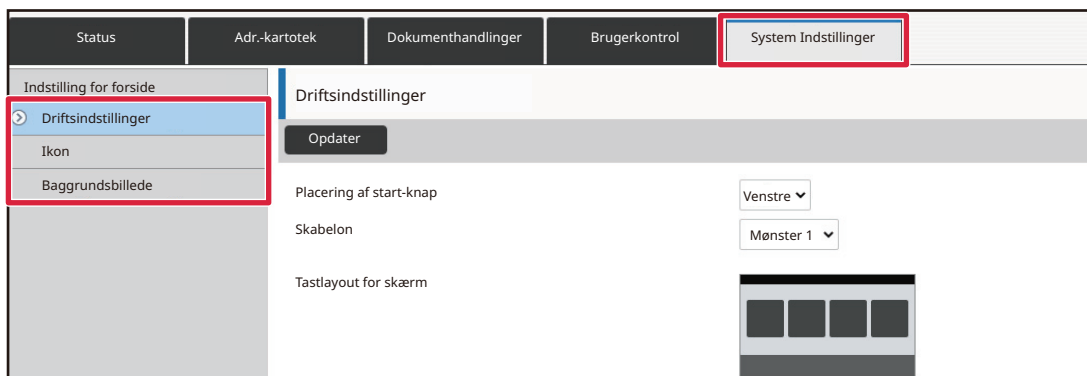 Status
Adr.-kartotek
Dokumenthandlinger
Brugerkontrol
System Indstillinger
Indstilling for forside
Driftsindstillinger
Ikon
Baggrundsbillede
Driftsindstillinger
Opdater
Placering af start-knap
Venstre
Skabelon
Mønster 1
Tastlayout for skærm